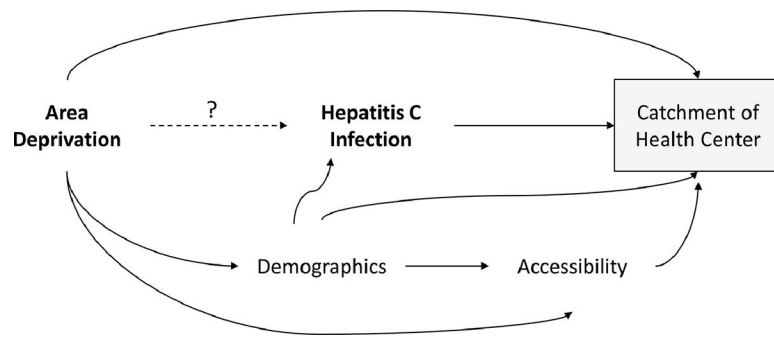 Area
Deprivation
?
Hepatitis C
Infection
Catchment of
Health Center
Demographics
Accessibility